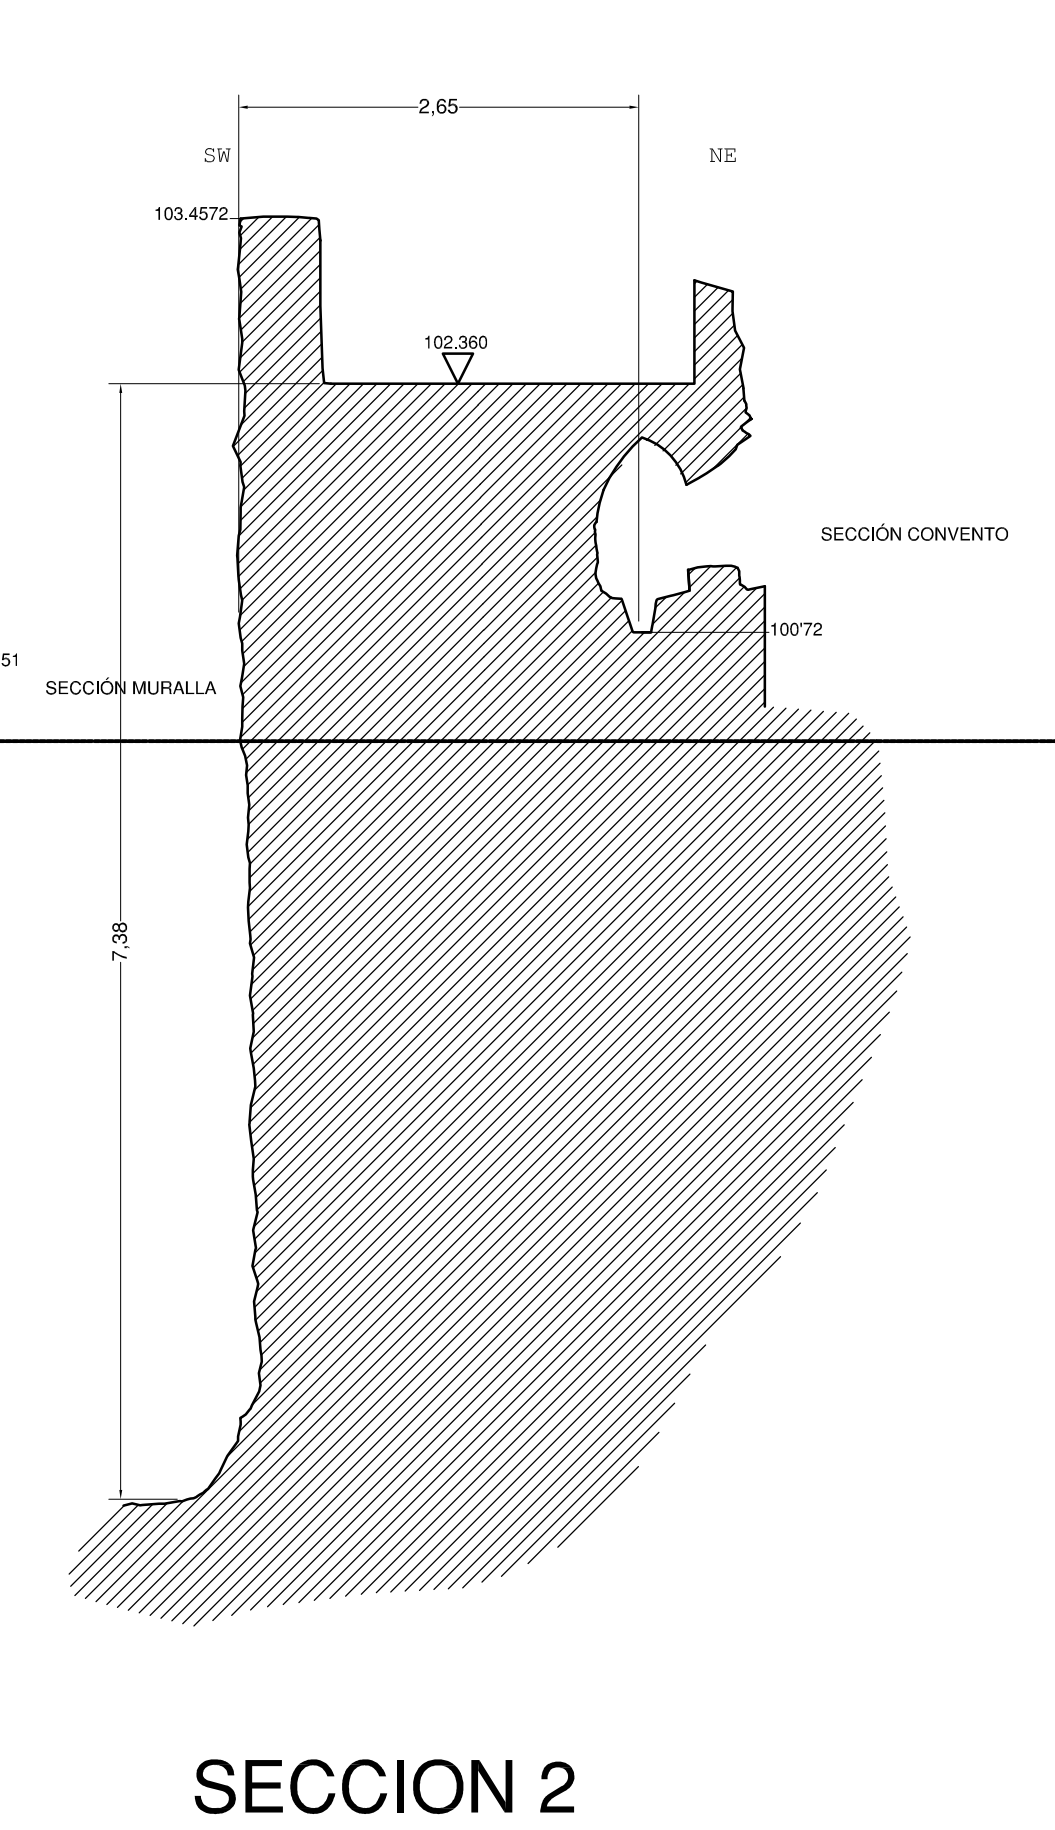 2,65
SW
NE
103.4572
102.360
SECCIÓN CONVENTO
100'72
51
SECCIÓN MURALLA
7,38
SECCION 2